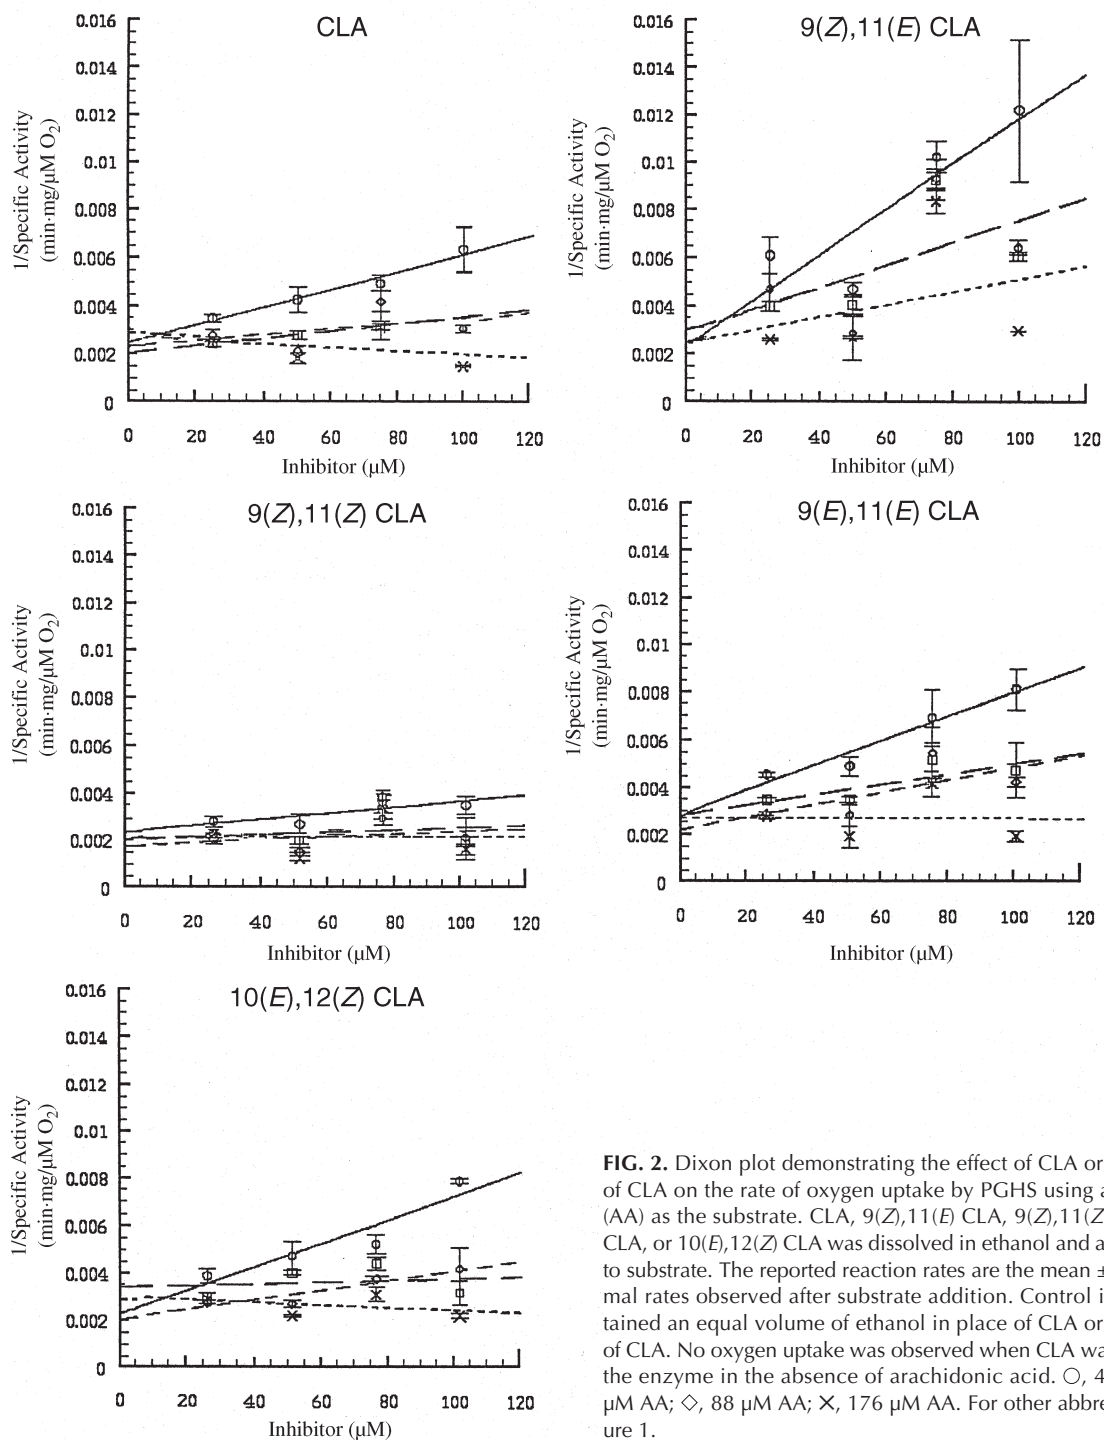 CLA
0.016
0.014
0.012
0.01
0.008
0.006
0.004
0.002
0
1/Specific Activity
(min·mg/µM O2)
0 20 40 60 80 100 120
Inhibitor (µM)
9(Z),11(E) CLA
0.016
0.014
0.012
0.01
0.008
0.006
0.004
0.002
0
1/Specific Activity
(min·mg/µM O2)
0 20 40 60 80 100 120
Inhibitor (µM)
9(Z),11(Z) CLA
0.016
0.014
0.012
0.01
0.008
0.006
0.004
0.002
0
1/Specific Activity
(min·mg/µM O2)
0 20 40 60 80 100 120
Inhibitor (µM)
9(E),11(E) CLA
0.016
0.014
0.012
0.01
0.008
0.006
0.004
0.002
0
1/Specific Activity
(min·mg/µM O2)
0 20 40 60 80 100 120
Inhibitor (µM)
10(E),12(Z) CLA
0.016
0.014
0.012
0.01
0.008
0.006
0.004
0.002
0
1/Specific Activity
(min·mg/µM O2)
0 20 40 60 80 100 120
Inhibitor (µM)
FIG. 2. Dixon plot demonstrating the effect of CLA or
of CLA on the rate of oxygen uptake by PGHS using
(AA) as the substrate. CLA, 9(Z),11(E) CLA, 9(Z),11(Z
CLA, or 10(E),12(Z) CLA was dissolved in ethanol and
to substrate. The reported reaction rates are the mean ±
mal rates observed after substrate addition. Control
tained an equal volume of ethanol in place of CLA or
of CLA. No oxygen uptake was observed when CLA
the enzyme in the absence of arachidonic acid. ○,
µM AA; ◇, 88 µM AA; ×, 176 µM AA. For other
ure 1.